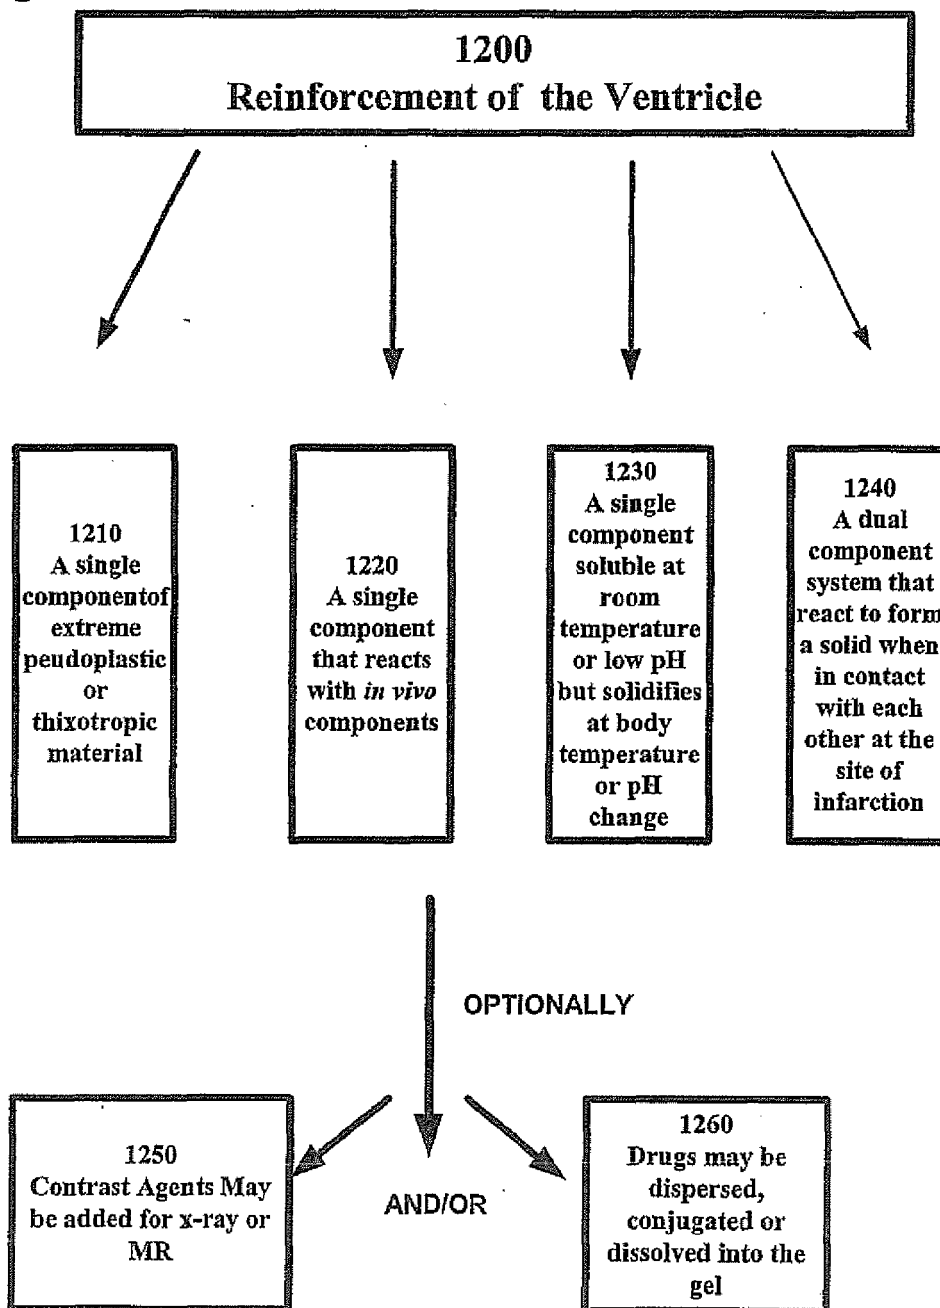 1200
Reinforcement of the Ventricle
1210
A single
componentof
extreme
peudoplastic
or
thixotropic
material
1220
A single
component
that reacts
with in vivo
components
1230
A single
component
soluble at
room
temperature
or low pH
but solidifies
at body
temperature
or pH
change
1240
A dual
component
system that
react to form
a solid when
in contact
with each
other at the
site of
infarction
OPTIONALLY
1250
Contrast Agents May
be added for x-ray or
MR
AND/OR
1260
Drugs may be
dispersed,
conjugated or
dissolved into the
gel